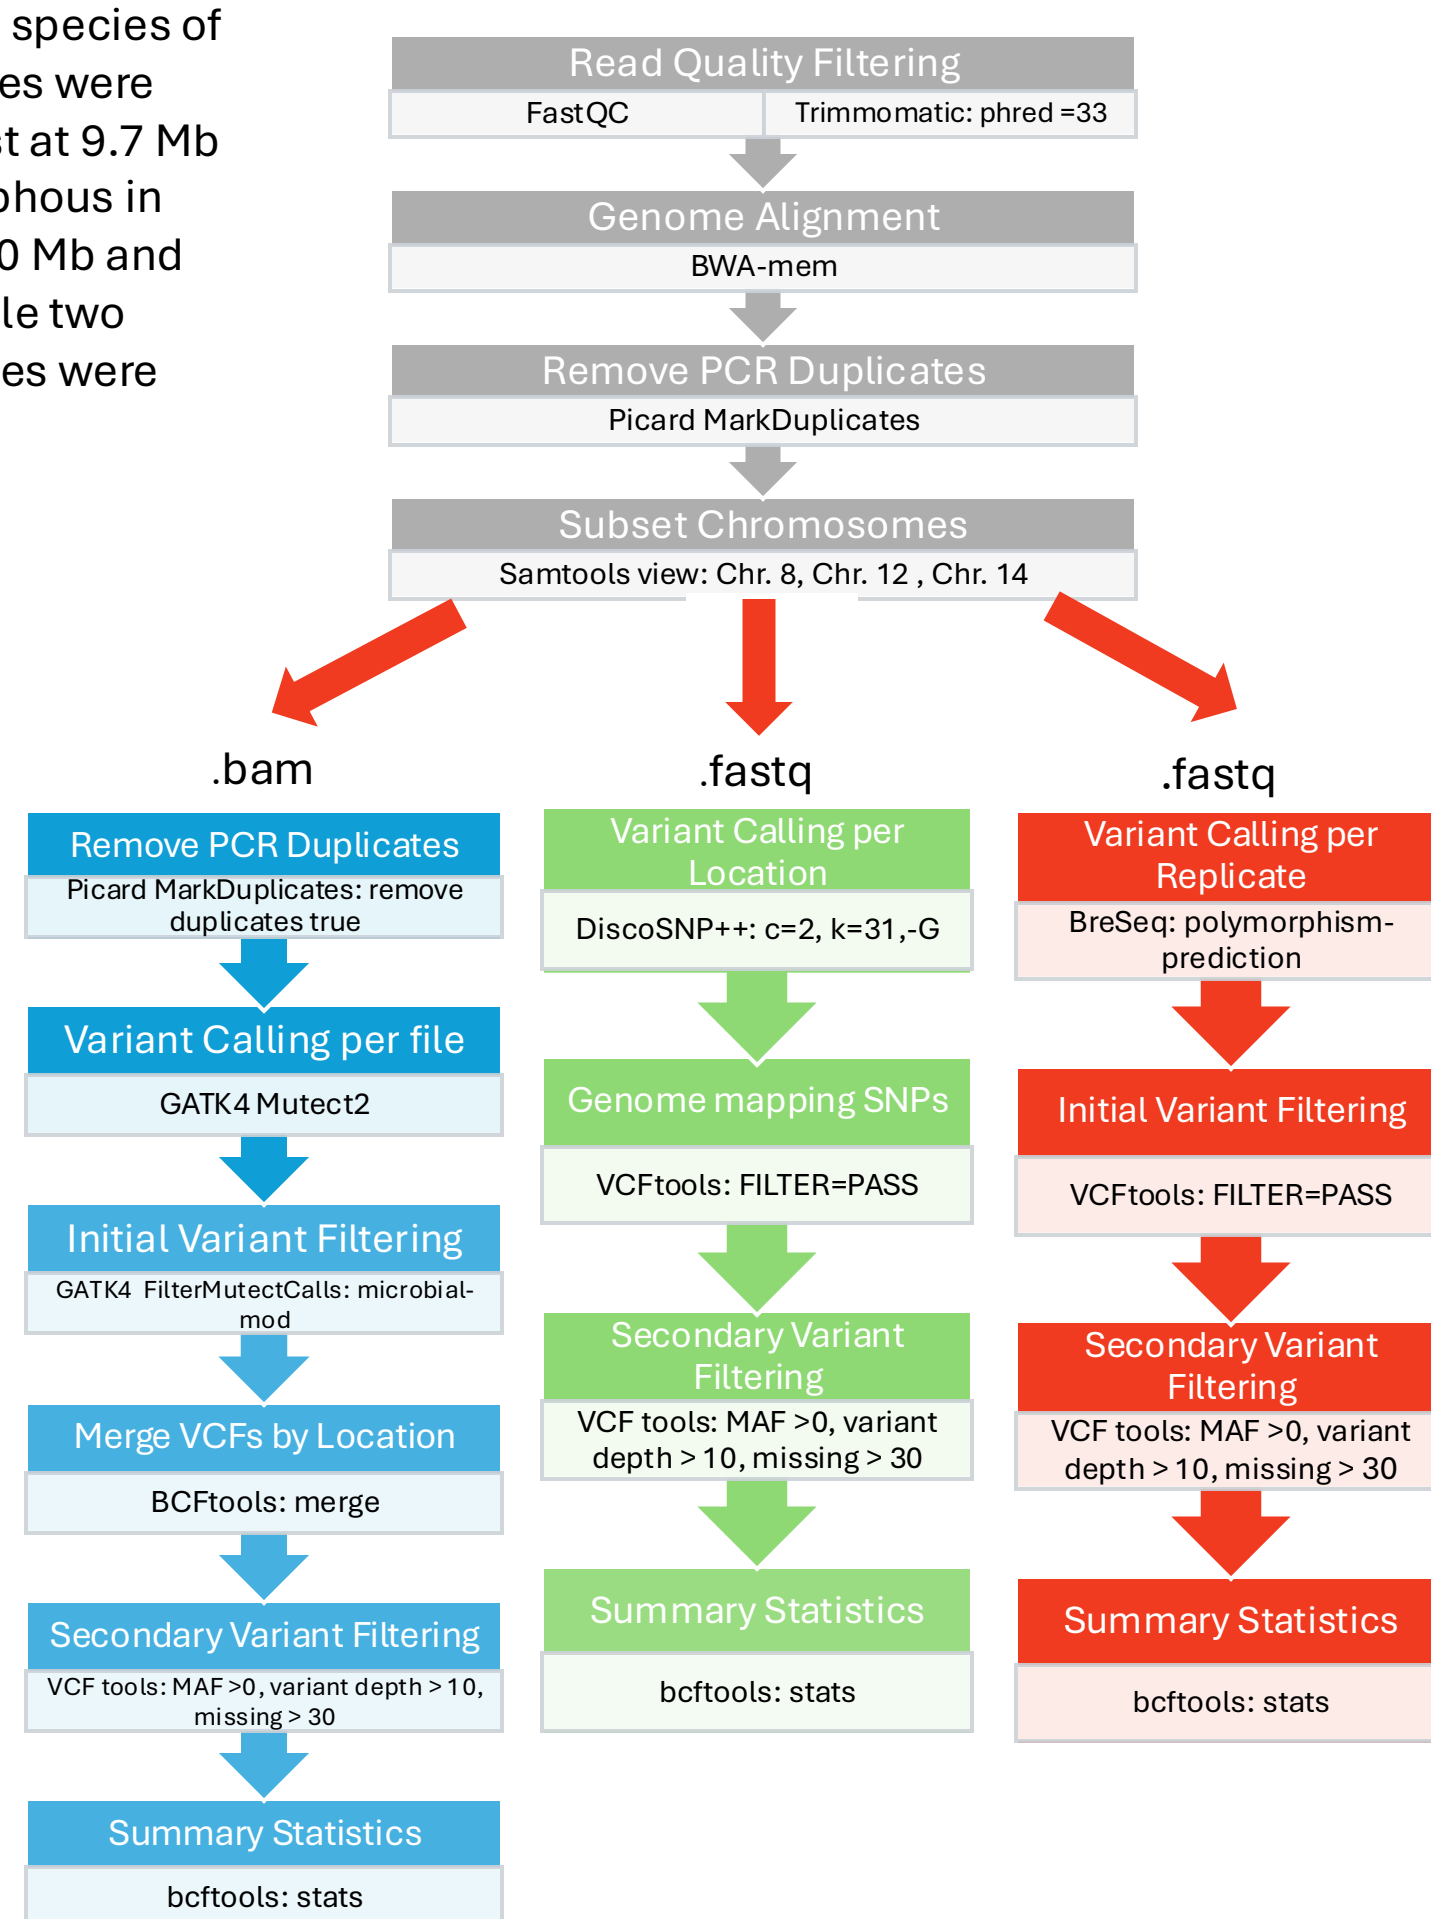 species of
es were
st at 9.7 Mb
phous in
0 Mb and
le two
es were
Read Quality Filtering
FastQC
Trimmomatic: phred =33
Genome Alignment
BWA-mem
Remove PCR Duplicates
Picard MarkDuplicates
Subset Chromosomes
Samtools view: Chr. 8, Chr. 12 , Chr. 14
.bam
Remove PCR Duplicates
Picard MarkDuplicates: remove
duplicates true
Variant Calling per file
GATK4 Mutect2
Initial Variant Filtering
GATK4 FilterMutectCalls: microbial-
mod
Merge VCFs by Location
BCFtools: merge
Secondary Variant Filtering
VCF tools: MAF >0, variant depth > 10,
missing > 30
Summary Statistics
bcftools: stats
.fastq
Variant Calling per
Location
DiscoSNP++: c=2, k=31,-G
Genome mapping SNPs
VCFtools: FILTER=PASS
Secondary Variant
Filtering
VCF tools: MAF >0, variant
depth > 10, missing > 30
Summary Statistics
bcftools: stats
.fastq
Variant Calling per
Replicate
BreSeq: polymorphism-
prediction
Initial Variant Filtering
VCFtools: FILTER=PASS
Secondary Variant
Filtering
VCF tools: MAF >0, variant
depth > 10, missing > 30
Summary Statistics
bcftools: stats